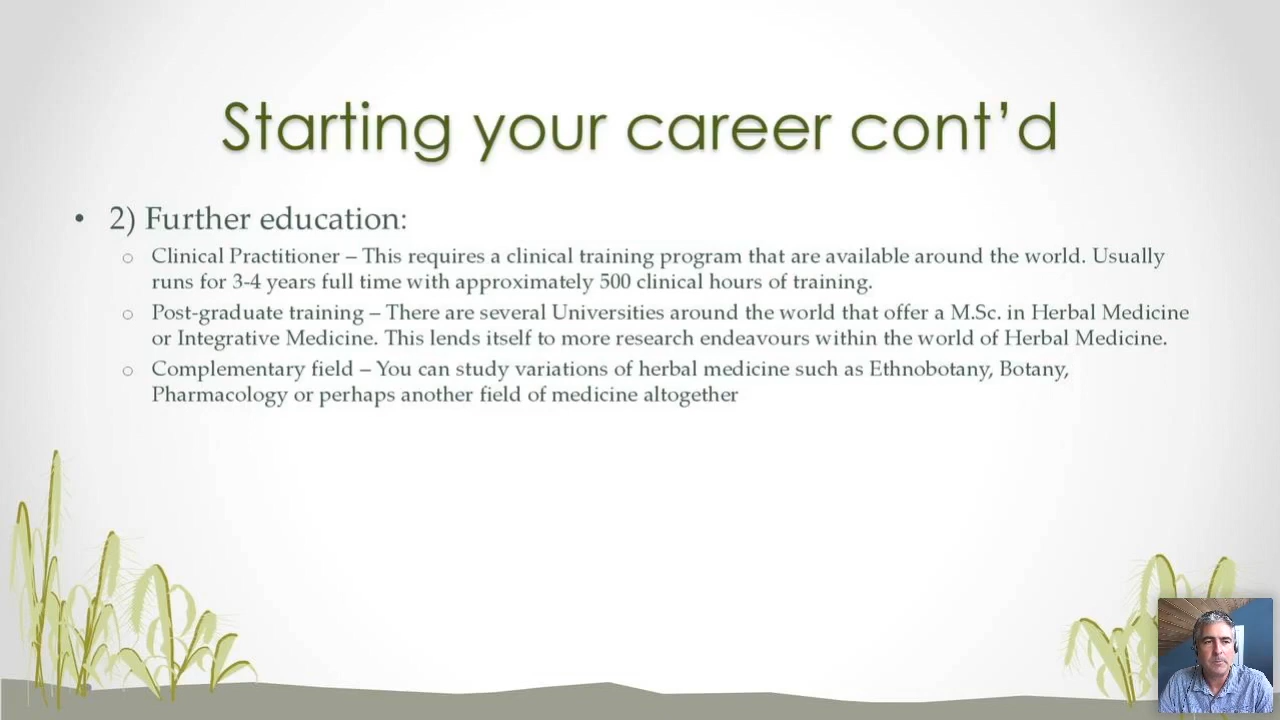 Starting your career cont’d
• 2) Further education:
○ Clinical Practitioner – This requires a clinical training program that are available around the world. Usually
runs for 3-4 years full time with approximately 500 clinical hours of training.
○ Post-graduate training – There are several Universities around the world that offer a M.Sc. in Herbal Medicine
or Integrative Medicine. This lends itself to more research endeavours within the world of Herbal Medicine.
○ Complementary field – You can study variations of herbal medicine such as Ethnobotany, Botany,
Pharmacology or perhaps another field of medicine altogether